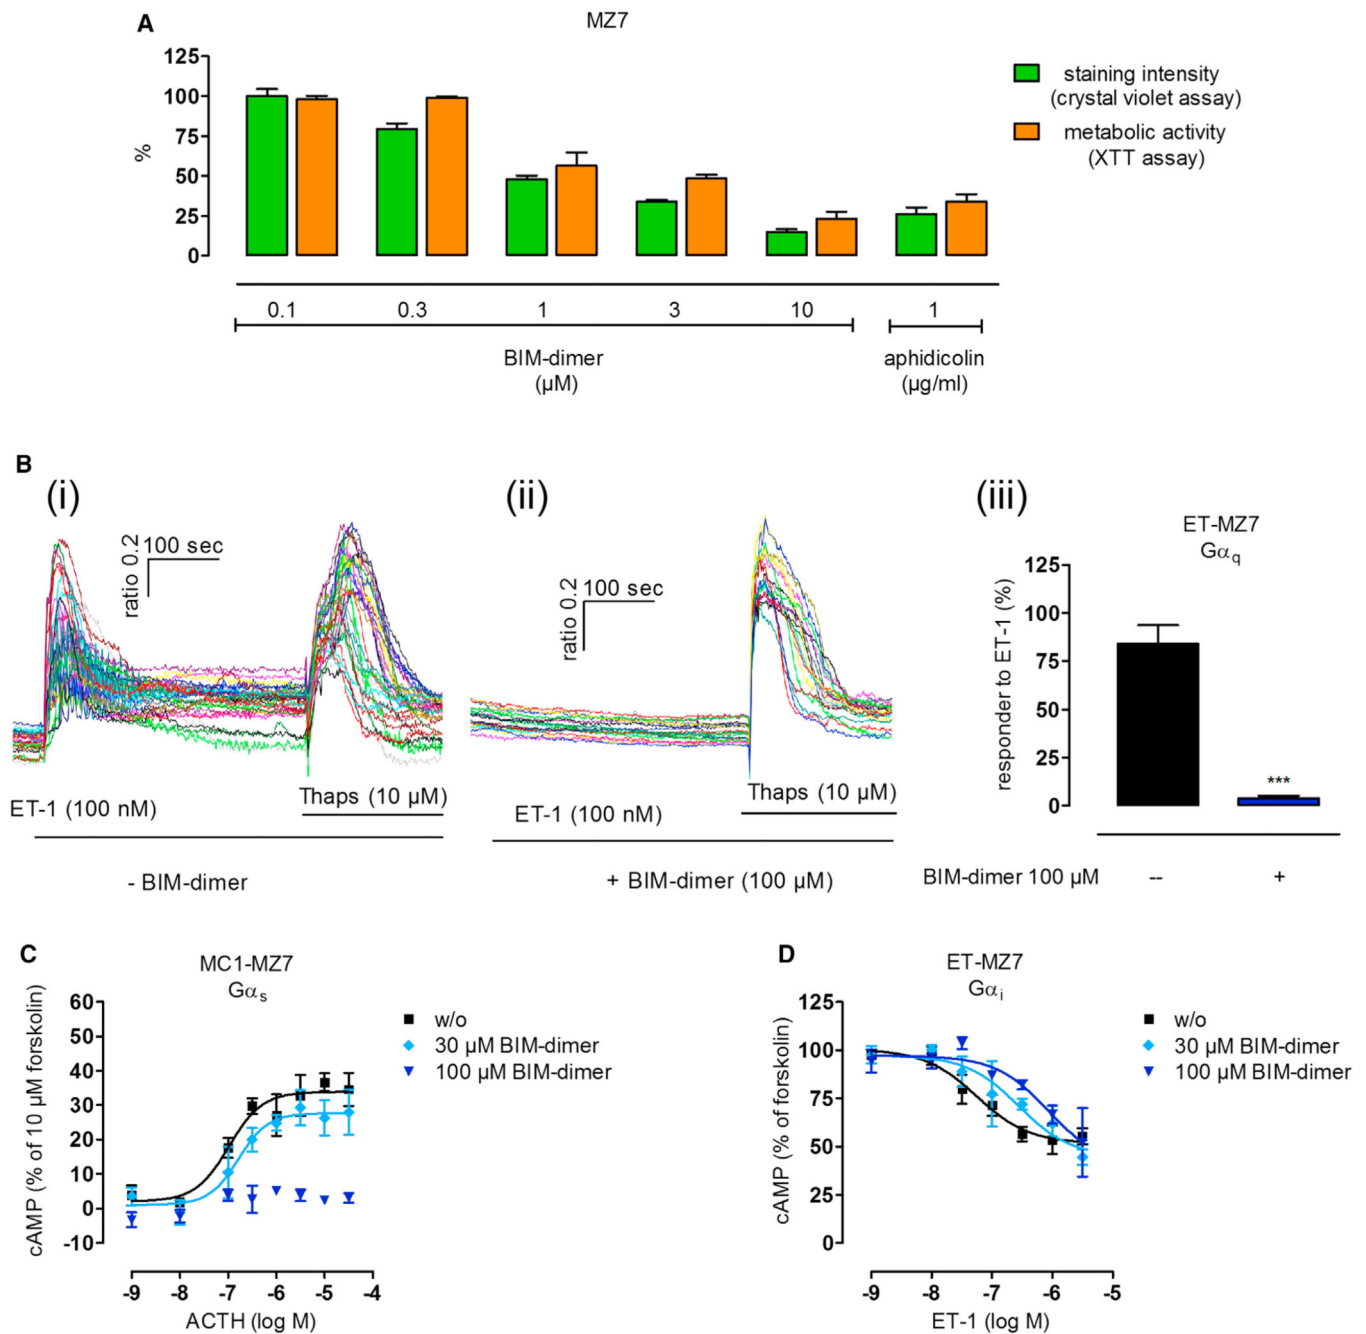 A
MZ7
125
100
75
50
25
0
%
staining intensity
(crystal violet assay)
metabolic activity
(XTT assay)
0.1 0.3 1 3 10 1
BIM-dimer
(µM)
aphidicolin
(µg/ml)
B
(i)
ratio 0.2
100 sec
Thaps (10 µM)
ET-1 (100 nM)
- BIM-dimer
(ii)
ratio 0.2
100 sec
Thaps (10 µM)
ET-1 (100 nM)
+ BIM-dimer (100 µM)
(iii)
ET-MZ7
Gαq
125
100
75
50
25
0
responder to ET-1 (%)
***
BIM-dimer 100 µM -- +
C
MC1-MZ7
Gαs
60
50
40
30
20
10
0
-10
cAMP (% of 10 µM forskolin)
w/o
30 µM BIM-dimer
100 µM BIM-dimer
-9 -8 -7 -6 -5 -4
ACTH (log M)
D
ET-MZ7
Gαi
125
100
75
50
25
0
cAMP (% of forskolin)
w/o
30 µM BIM-dimer
100 µM BIM-dimer
-9 -8 -7 -6 -5
ET-1 (log M)